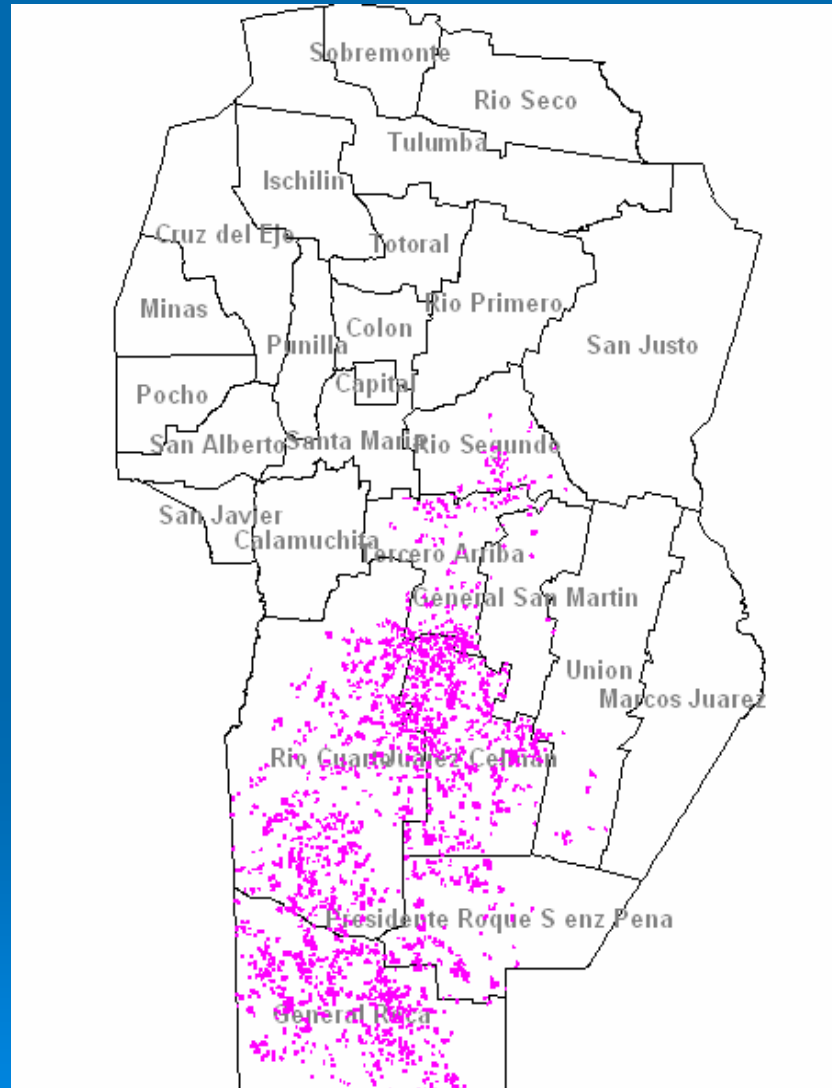 Sobremonte
Rio Seco
Tulumba
Ischilin
Cruz del Eje
Totoral
Rio Primero
Minas
Colon
Punilla
San Justo
Capital
Pocho
San Alberto
Santa Maria
Rio Segundo
San Javier
Calamuchita
Tercero Arriba
General San Martin
Union
Marcos Juarez
Rio Cuarto
Juarez Celman
Presidente Roque S enz Pena
General Roca